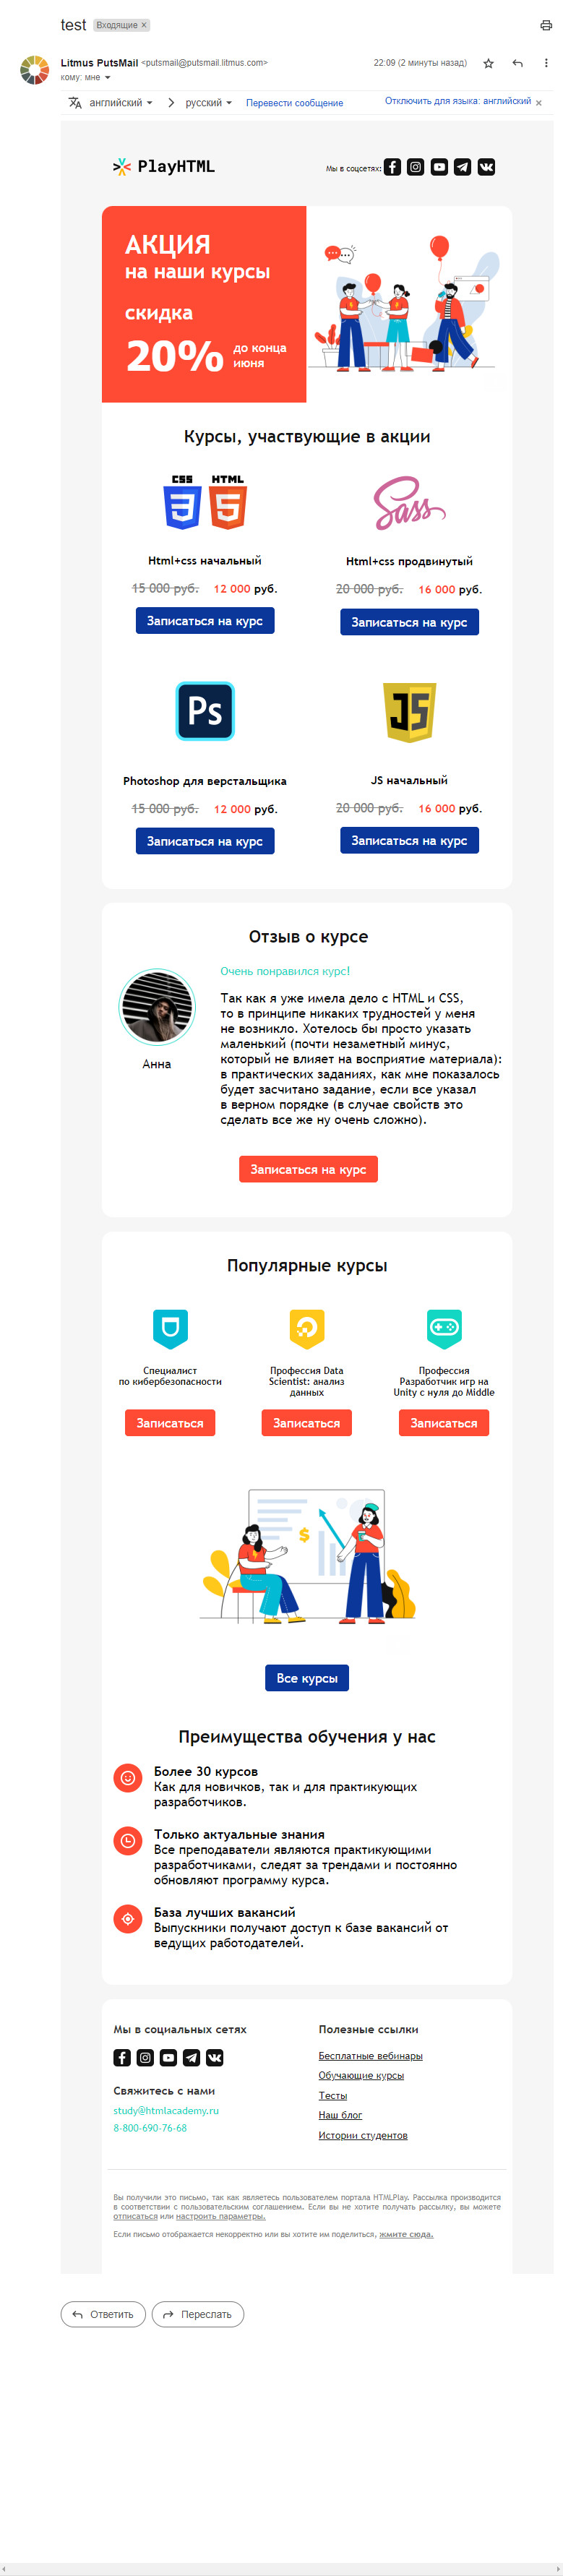 test Входящие ×
Litmus PutsMail <putsmail@putsmail.litmus.com> 22:09 (2 минуты назад)
кому: мне
английский русский Перевести сообщение Отключить для языка: английский ×
PlayHTML Мы в соцсетях:
АКЦИЯ
на наши курсы
скидка
20% до конца
июня
Курсы, участвующие в акции
CSS HTML
Sass
Html+css начальный
15 000 руб. 12 000 руб.
Записаться на курс
Html+css продвинутый
20 000 руб. 16 000 руб.
Записаться на курс
Ps
JS
Photoshop для верстальщика
15 000 руб. 12 000 руб.
Записаться на курс
JS начальный
20 000 руб. 16 000 руб.
Записаться на курс
Отзыв о курсе
Анна
Очень понравился курс!
Так как я уже имела дело с HTML и CSS,
то в принципе никаких трудностей у меня
не возникло. Хотелось бы просто указать
маленький (почти незаметный минус,
который не влияет на восприятие материала):
в практических заданиях, как мне показалось
будет засчитано задание, если все указал
в верном порядке (в случае свойств это
сделать все же ну очень сложно).
Записаться на курс
Популярные курсы
Специалист
по кибербезопасности
Записаться
Профессия Data
Scientist: анализ
данных
Записаться
Профессия
Разработчик игр на
Unity с нуля до Middle
Записаться
$
Все курсы
Преимущества обучения у нас
Более 30 курсов
Как для новичков, так и для практикующих
разработчиков.
Только актуальные знания
Все преподаватели являются практикующими
разработчиками, следят за трендами и постоянно
обновляют программу курса.
База лучших вакансий
Выпускники получают доступ к базе вакансий от
ведущих работодателей.
Мы в социальных сетях
Свяжитесь с нами
study@htmlacademy.ru
8-800-690-76-68
Полезные ссылки
Бесплатные вебинары
Обучающие курсы
Тесты
Наш блог
Истории студентов
Вы получили это письмо, так как являетесь пользователем портала HTMLPlay. Рассылка производится
в соответствии с пользовательским соглашением. Если вы не хотите получать рассылку, вы можете
отписаться или настроить параметры.
Если письмо отображается некорректно или вы хотите им поделиться, жмите сюда.
Ответить Переслать